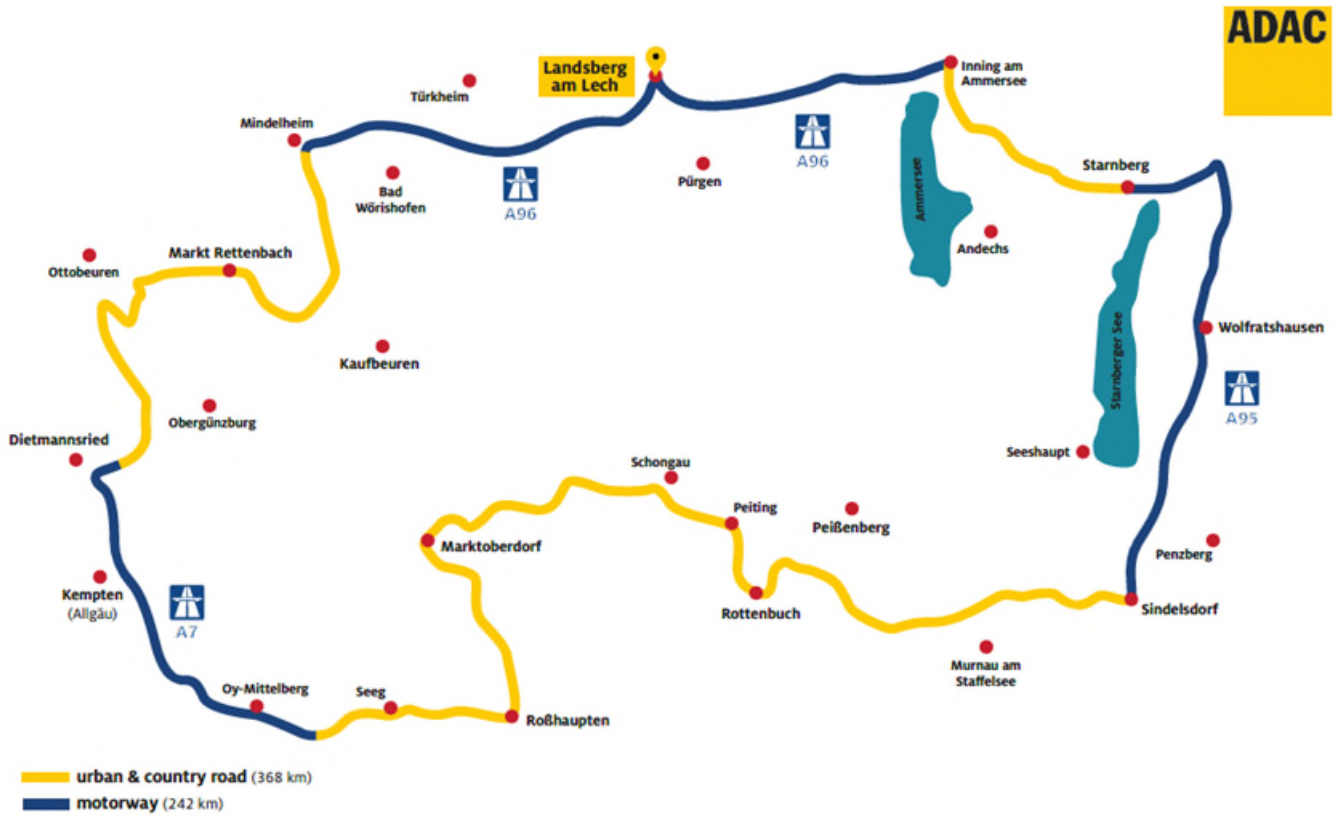 ADAC
Landsberg
am Lech
Inning am
Ammersee
Türkheim
Mindelheim
A96
Pürgen
Starnberg
Bad
Wörishofen
A96
Ammersee
Andechs
Markt Rettenbach
Ottobeuren
Starnberger See
Wolfratshausen
Kaufbeuren
A95
Obergünzburg
Dietmannsried
Seeshaupt
Schongau
Peiting
Peißenberg
Marktoberdorf
Penzberg
Kempten
(Allgäu)
A7
Rottenbuch
Sindelsdorf
Murnau am
Staffelsee
Oy-Mittelberg
Seeg
Roßhaupten
urban & country road (368 km)
motorway (242 km)